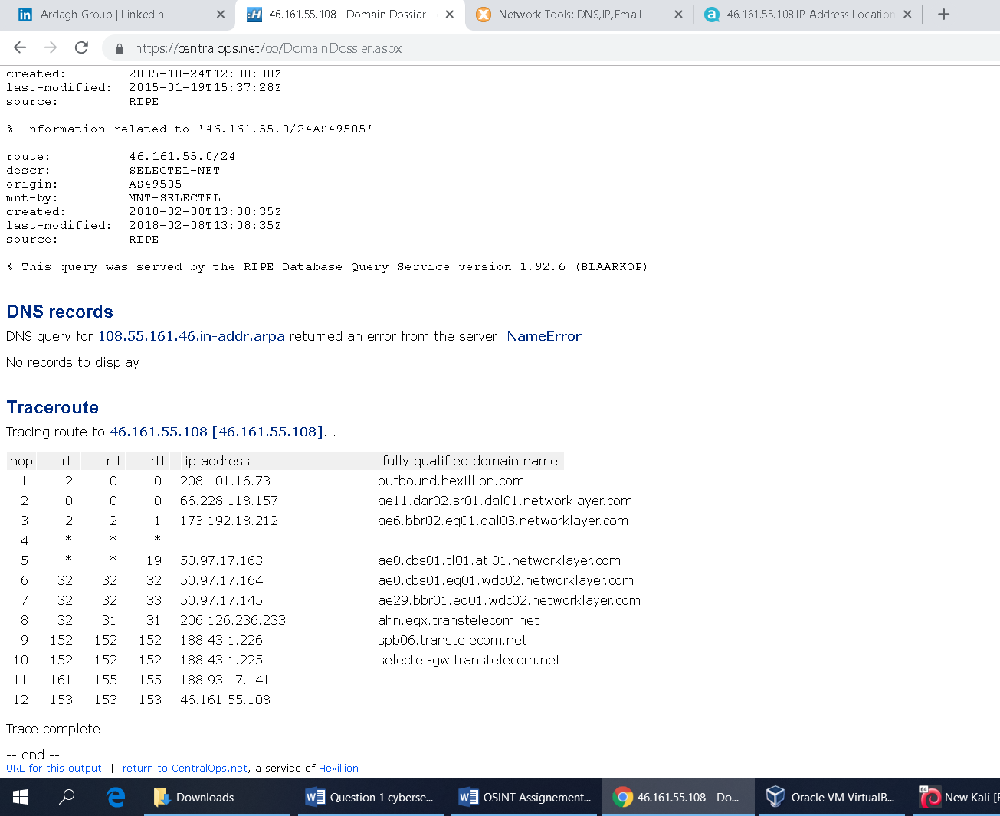 Ardagh Group | LinkedIn
46.161.55.108 - Domain Dossier -
Network Tools: DNS,IP,Email
46.161.55.108 IP Address Location
https://centralops.net/co/DomainDossier.aspx
created: 2005-10-24T12:00:08Z
last-modified: 2015-01-19T15:37:28Z
source: RIPE
% Information related to '46.161.55.0/24AS49505'
route: 46.161.55.0/24
descr: SELECTEL-NET
origin: AS49505
mnt-by: MNT-SELECTEL
created: 2018-02-08T13:08:35Z
last-modified: 2018-02-08T13:08:35Z
source: RIPE
% This query was served by the RIPE Database Query Service version 1.92.6 (BLAARKOP)
DNS records
DNS query for 108.55.161.46.in-addr.arpa returned an error from the server: NameError
No records to display
Traceroute
Tracing route to 46.161.55.108 [46.161.55.108]...
hop rtt rtt rtt ip address fully qualified domain name
1 2 0 0 208.101.16.73 outbound.hexillion.com
2 0 0 0 66.228.118.157 ae11.dar02.sr01.dal01.networklayer.com
3 2 2 1 173.192.18.212 ae6.bbr02.eq01.dal03.networklayer.com
4 * * *
5 * * 19 50.97.17.163 ae0.cbs01.tl01.atl01.networklayer.com
6 32 32 32 50.97.17.164 ae0.cbs01.eq01.wdc02.networklayer.com
7 32 32 33 50.97.17.145 ae29.bbr01.eq01.wdc02.networklayer.com
8 32 31 31 206.126.236.233 ahn.eqx.transtelecom.net
9 152 152 152 188.43.1.226 spb06.transtelecom.net
10 152 152 152 188.43.1.225 selectel-gw.transtelecom.net
11 161 155 155 188.93.17.141
12 153 153 153 46.161.55.108
Trace complete
-- end --
URL for this output | return to CentralOps.net, a service of Hexillion
Downloads
Question 1 cyberse...
OSINT Assignement...
46.161.55.108 - Do...
Oracle VM VirtualB...
64
New Kali [R